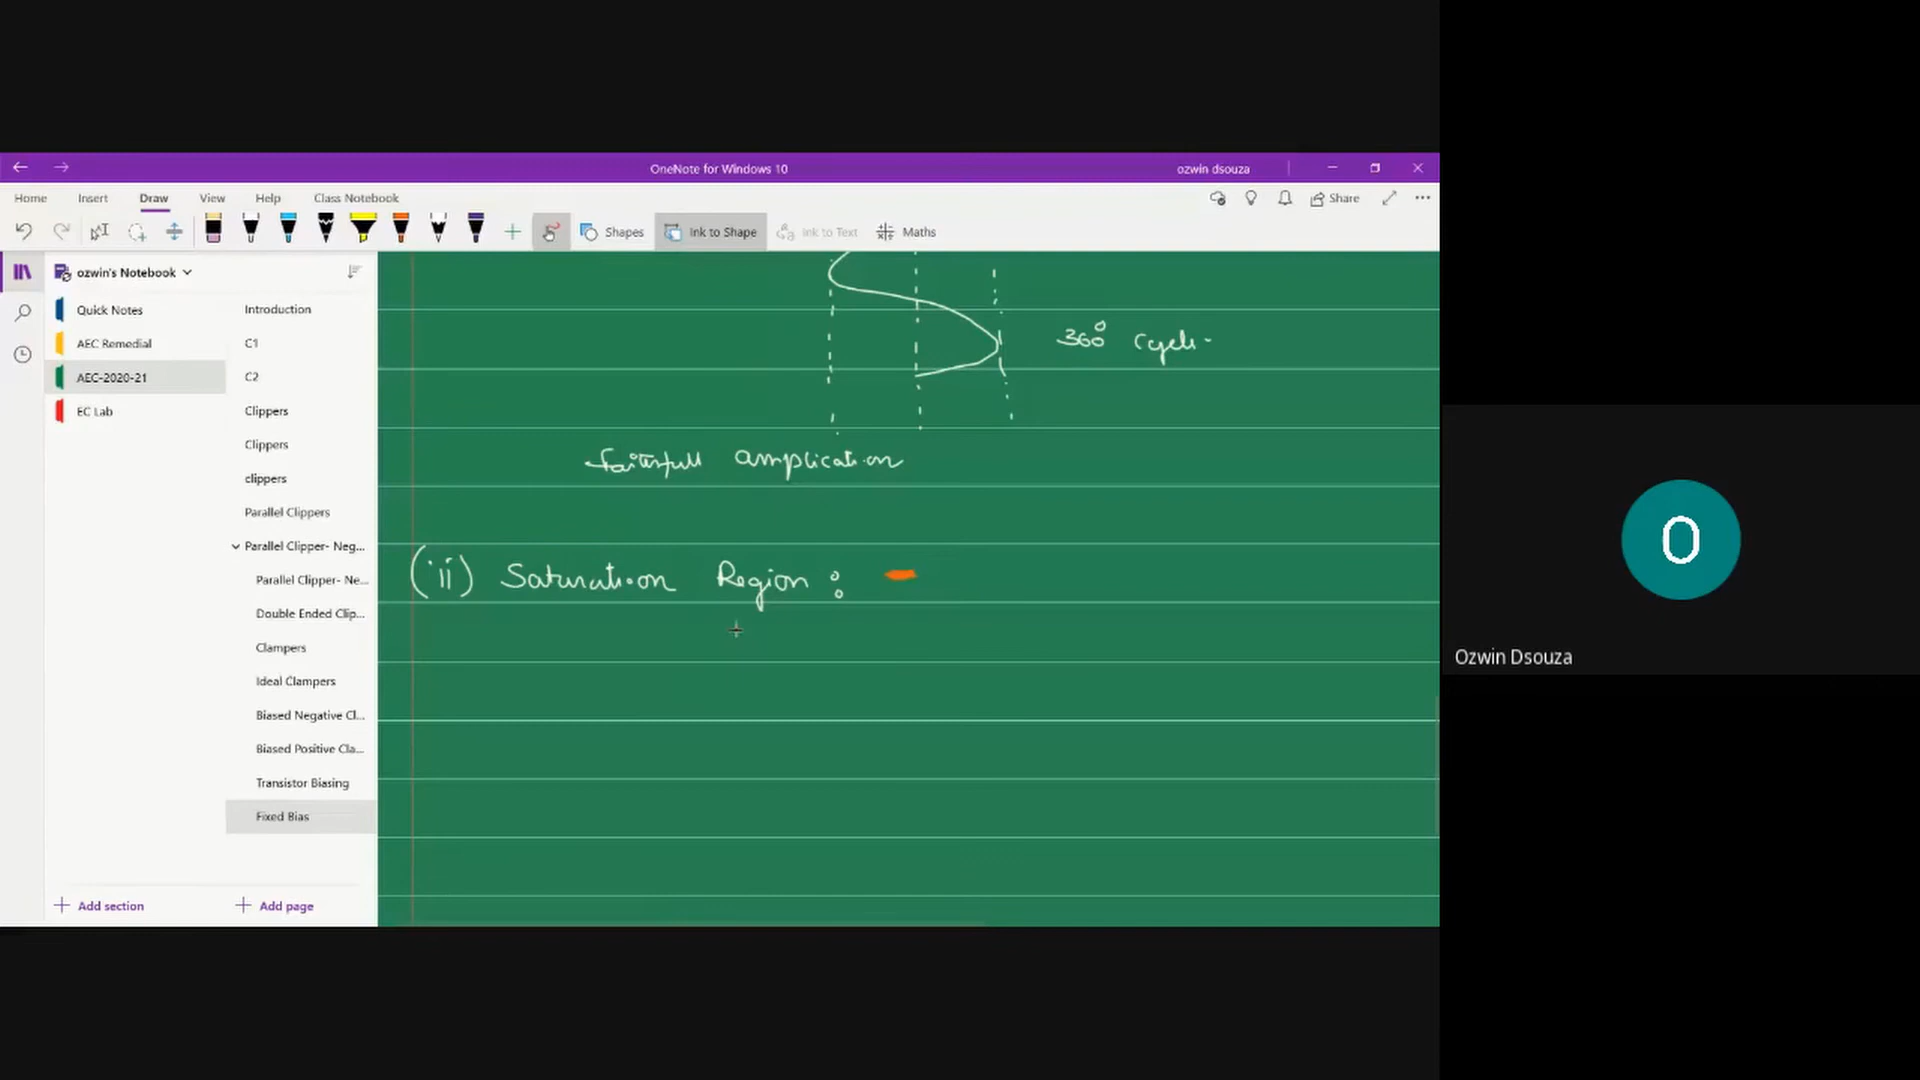 OneNote for Windows 10
ozwin dsouza
Home Insert Draw View Help Class Notebook
Share
Shapes Ink to Shape Ink to Text Maths
ozwin's Notebook
Quick Notes
AEC Remedial
AEC-2020-21
EC Lab
Introduction
C1
C2
Clippers
Clippers
clippers
Parallel Clippers
Parallel Clipper- Neg...
Parallel Clipper- Ne...
Double Ended Clip...
Clampers
Ideal Clampers
Biased Negative Cl...
Biased Positive Cla...
Transistor Biasing
Fixed Bias
Add section
Add page
360° Cycle.
faithfull amplication
(ii) Saturation Region :
O
Ozwin Dsouza